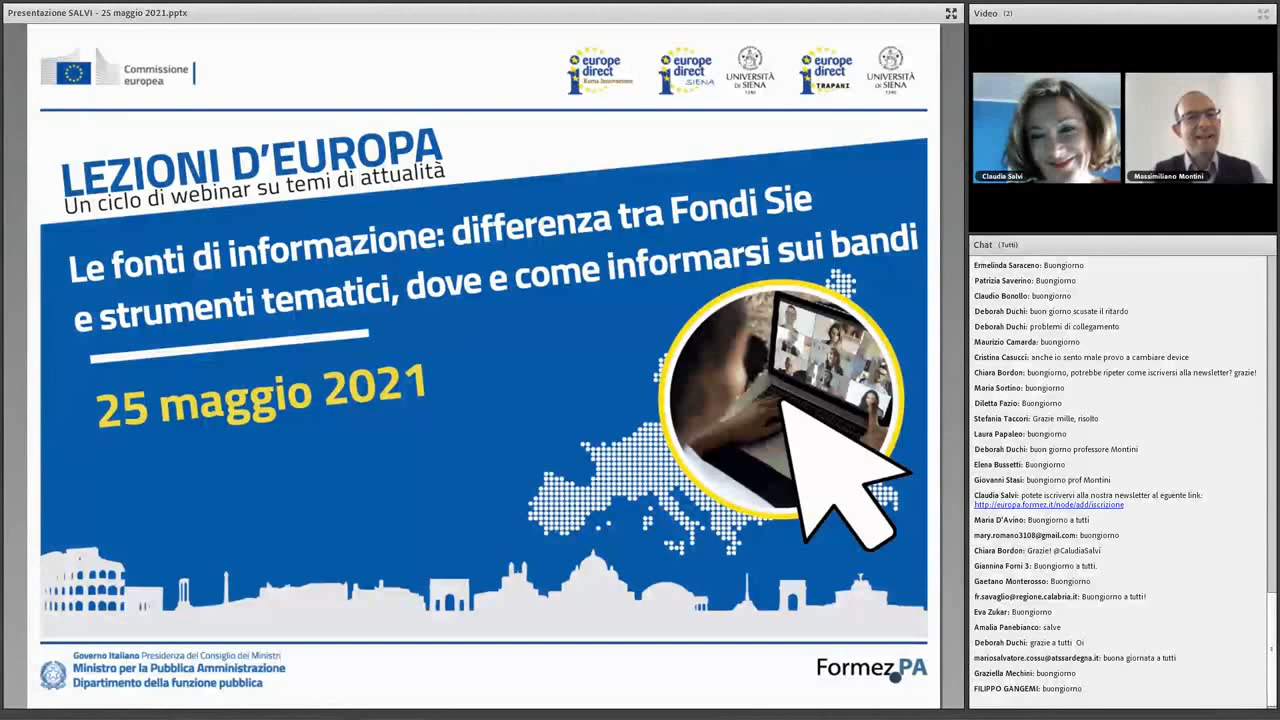 Presentazione SALVI - 25 maggio 2021.pptx
Commissione
europea
europe
direct
Roma Innovazione
europe
direct
SIENA
UNIVERSITÀ
DI SIENA
1240
europe
direct
TRAPANI
UNIVERSITÀ
DI SIENA
1240
LEZIONI D'EUROPA
Un ciclo di webinar su temi di attualità
Le fonti di informazione: differenza tra Fondi Sie
e strumenti tematici, dove e come informarsi sui bandi
25 maggio 2021
Governo Italiano Presidenza del Consiglio dei Ministri
Ministro per la Pubblica Amministrazione
Dipartimento della funzione pubblica
Formez.PA
Video (2)
Claudia Salvi
Massimiliano Montini
Chat (Tutti)
Ermelinda Saraceno: Buongiorno
Patrizia Saverino: Buongiorno
Claudio Bonollo: buongiorno
Deborah Duchi: buon giorno scusate il ritardo
Deborah Duchi: problemi di collegamento
Maurizio Camarda: buongiorno
Cristina Casucci: anche io sento male provo a cambiare device
Chiara Bordon: buongiorno, potrebbe ripeter come iscriversi alla newsletter? grazie!
Maria Sortino: buongiorno
Diletta Fazio: Buongiorno
Stefania Taccori: Grazie mille, risolto
Laura Papaleo: buongiorno
Deborah Duchi: buon giorno professore Montini
Elena Bussetti: Buongiorno
Giovanni Stasi: buongiorno prof Montini
Claudia Salvi: potete iscrivervi alla nostra newsletter al eguente link:
http://europa.formez.it/node/add/iscrizione
Maria D'Avino: Buongiorno a tutti
mary.romano3108@gmail.com: buongiorno
Chiara Bordon: Grazie! @CaludiaSalvi
Giannina Forni 3: Buongiorno a tutti.
Gaetano Monterosso: Buongiorno
fr.savaglio@regione.calabria.it: Buongiorno a tutti!
Eva Zukar: Buongiorno
Amalia Panebianco: salve
Deborah Duchi: grazie a tutti Oi
mariosalvatore.cossu@atssardegna.it: buona giornata a tutti
Graziella Mechini: buongiorno
FILIPPO GANGEMI: buongiorno